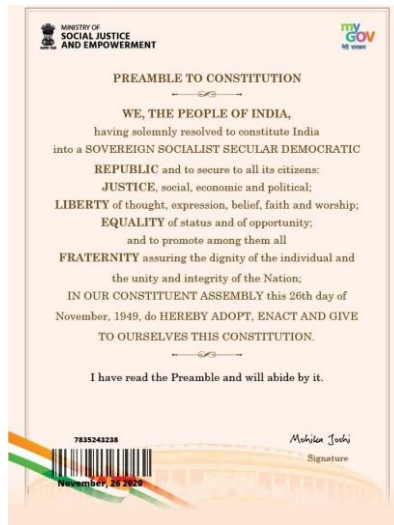 MINISTRY OF
SOCIAL JUSTICE
AND EMPOWERMENT
my
GOV
मेरी सरकार
PREAMBLE TO CONSTITUTION
WE, THE PEOPLE OF INDIA,
having solemnly resolved to constitute India
into a SOVEREIGN SOCIALIST SECULAR DEMOCRATIC
REPUBLIC and to secure to all its citizens:
JUSTICE, social, economic and political;
LIBERTY of thought, expression, belief, faith and worship;
EQUALITY of status and of opportunity;
and to promote among them all
FRATERNITY assuring the dignity of the individual and
the unity and integrity of the Nation;
IN OUR CONSTITUENT ASSEMBLY this 26th day of
November, 1949, do HEREBY ADOPT, ENACT AND GIVE
TO OURSELVES THIS CONSTITUTION.
I have read the Preamble and will abide by it.
7835243238
November, 26 2020
Mohika Joshi
Signature